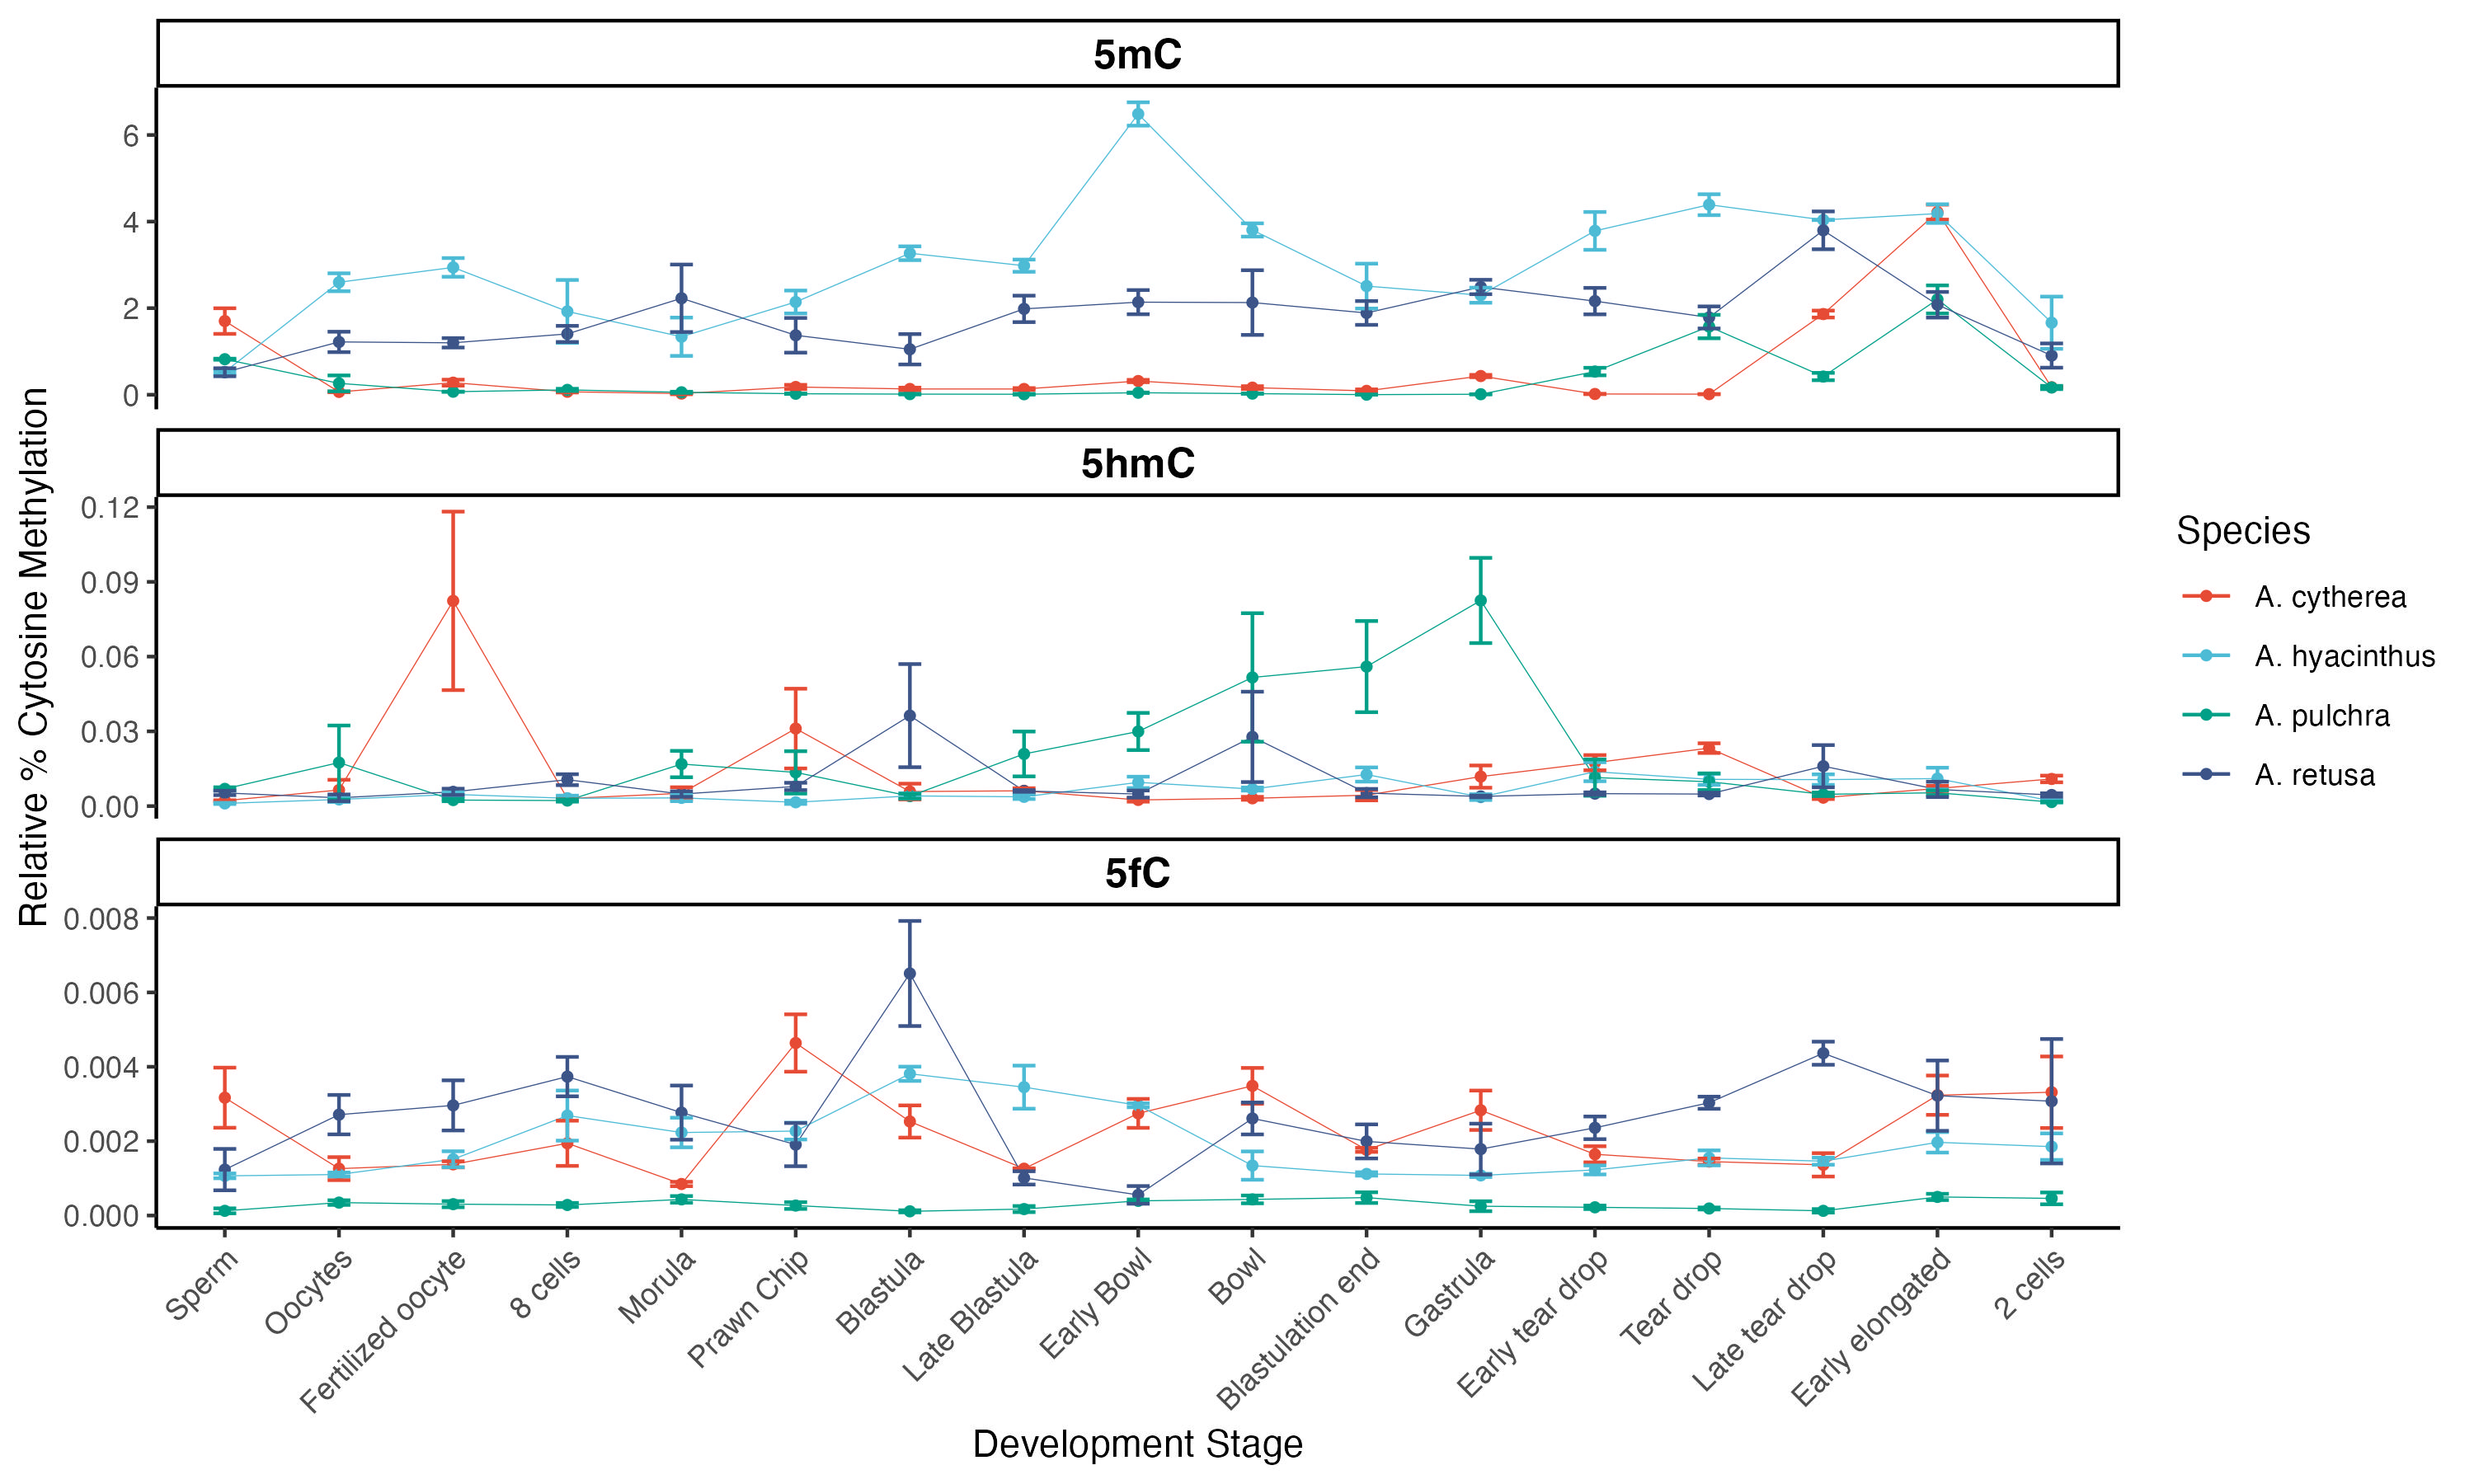 5mC
6
4
2
0
5hmC
0.12
0.09
0.06
0.03
0.00
5fC
0.008
0.006
0.004
0.002
0.000
Relative % Cytosine Methylation
Sperm
Oocytes
Fertilized oocyte
8 cells
Morula
Prawn Chip
Blastula
Late Blastula
Early Bowl
Bowl
Blastulation end
Gastrula
Early tear drop
Tear drop
Late tear drop
Early elongated
2 cells
Development Stage
Species
A. cytherea
A. hyacinthus
A. pulchra
A. retusa